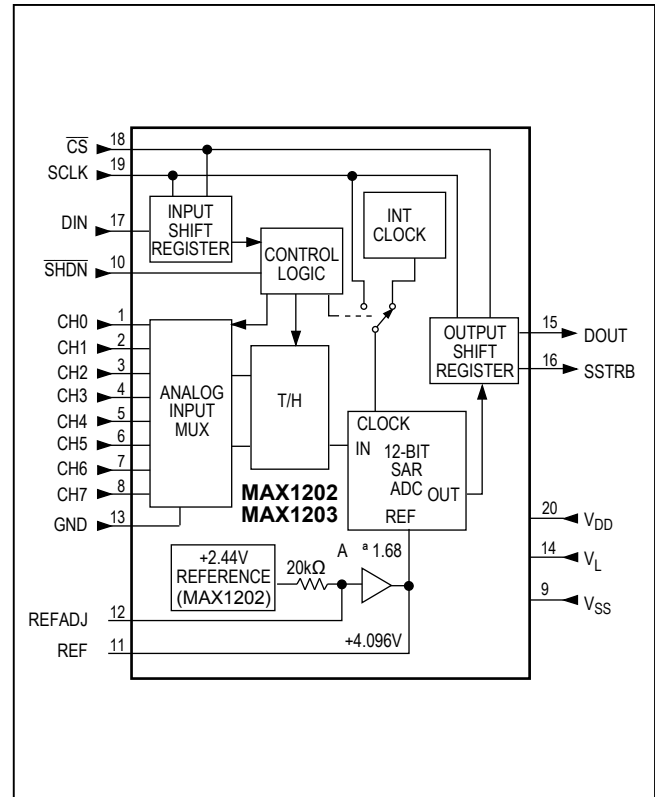 CS 18
SCLK 19
DIN 17
SHDN 10
INPUT
SHIFT
REGISTER
CONTROL
LOGIC
INT
CLOCK
CH0 1
CH1 2
CH2 3
CH3 4
CH4 5
CH5 6
CH6 7
CH7 8
GND 13
ANALOG
INPUT
MUX
T/H
OUTPUT
SHIFT
REGISTER
15 DOUT
16 SSTRB
CLOCK
IN
12-BIT
SAR
ADC
OUT
REF
MAX1202
MAX1203
20 VDD
14 VL
9 VSS
+2.44V
REFERENCE
(MAX1202)
20kΩ
A ª 1.68
REFADJ 12
REF 11
+4.096V